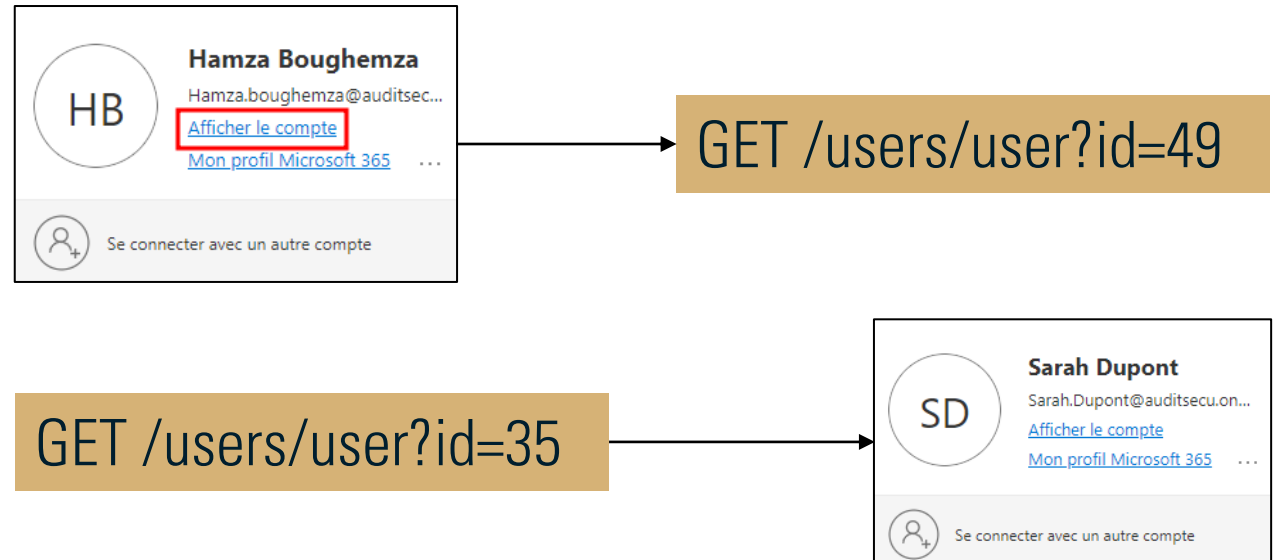 HB
Hamza Boughemza
Hamza.boughemza@auditsec...
Afficher le compte
Mon profil Microsoft 365 ...
Se connecter avec un autre compte
GET /users/user?id=49
GET /users/user?id=35
SD
Sarah Dupont
Sarah.Dupont@auditsecu.on...
Afficher le compte
Mon profil Microsoft 365 ...
Se connecter avec un autre compte